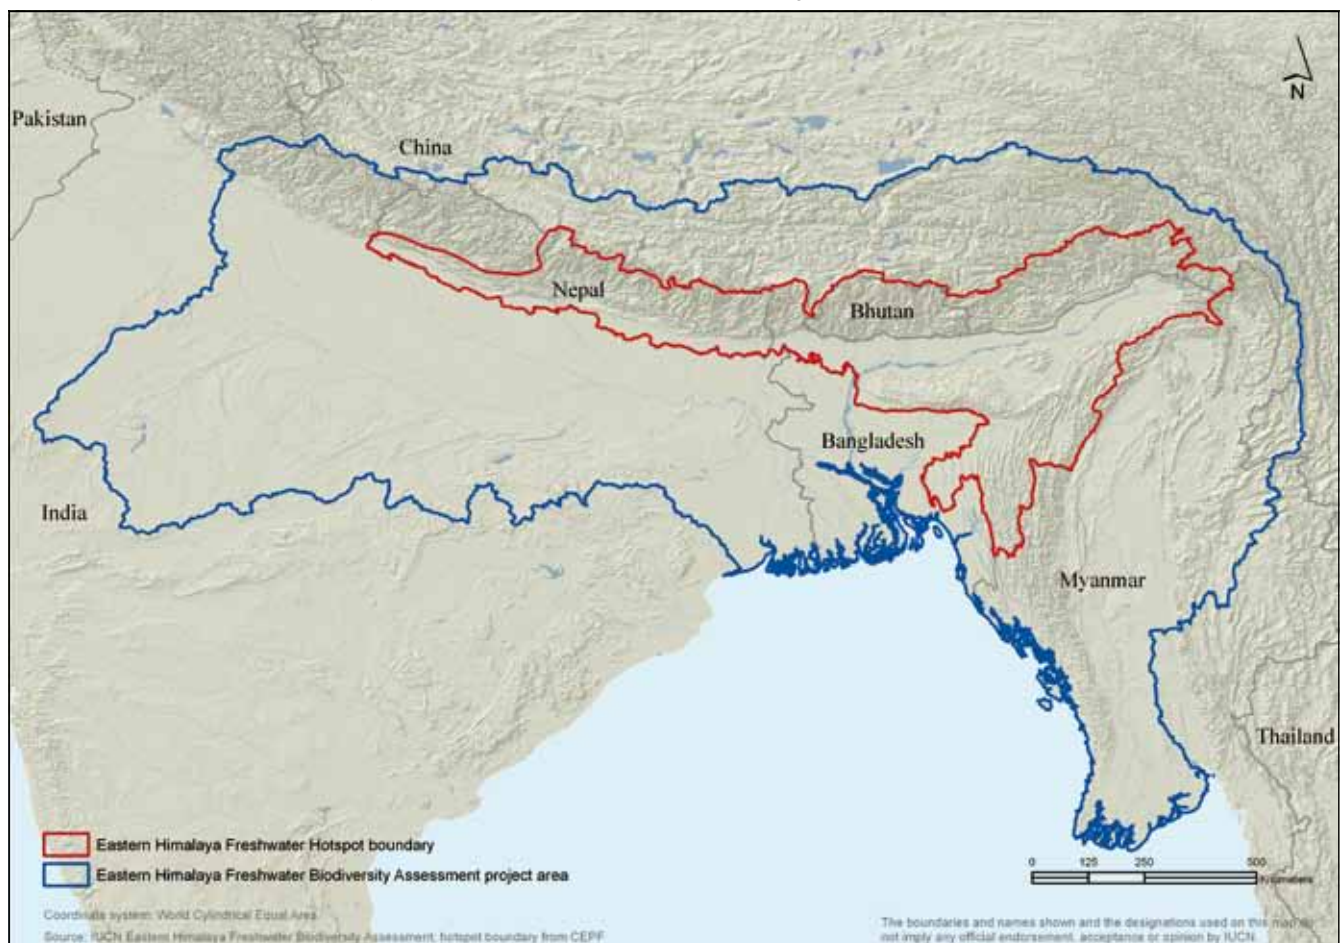 N
Pakistan
China
Nepal
Bhutan
Bangladesh
India
Myanmar
Thailand
Eastern Himalaya Freshwater Hotspot boundary
Eastern Himalaya Freshwater Biodiversity Assessment project area
0 125 250 500
Kilometers
Coordinate system: World Cylindrical Equal Area
Source: IUCN Eastern Himalaya Freshwater Biodiversity Assessment; hotspot boundary from CEPF
The boundaries and names shown and the designations used on this map do
not imply any official endorsement, acceptance or opinion by IUCN.